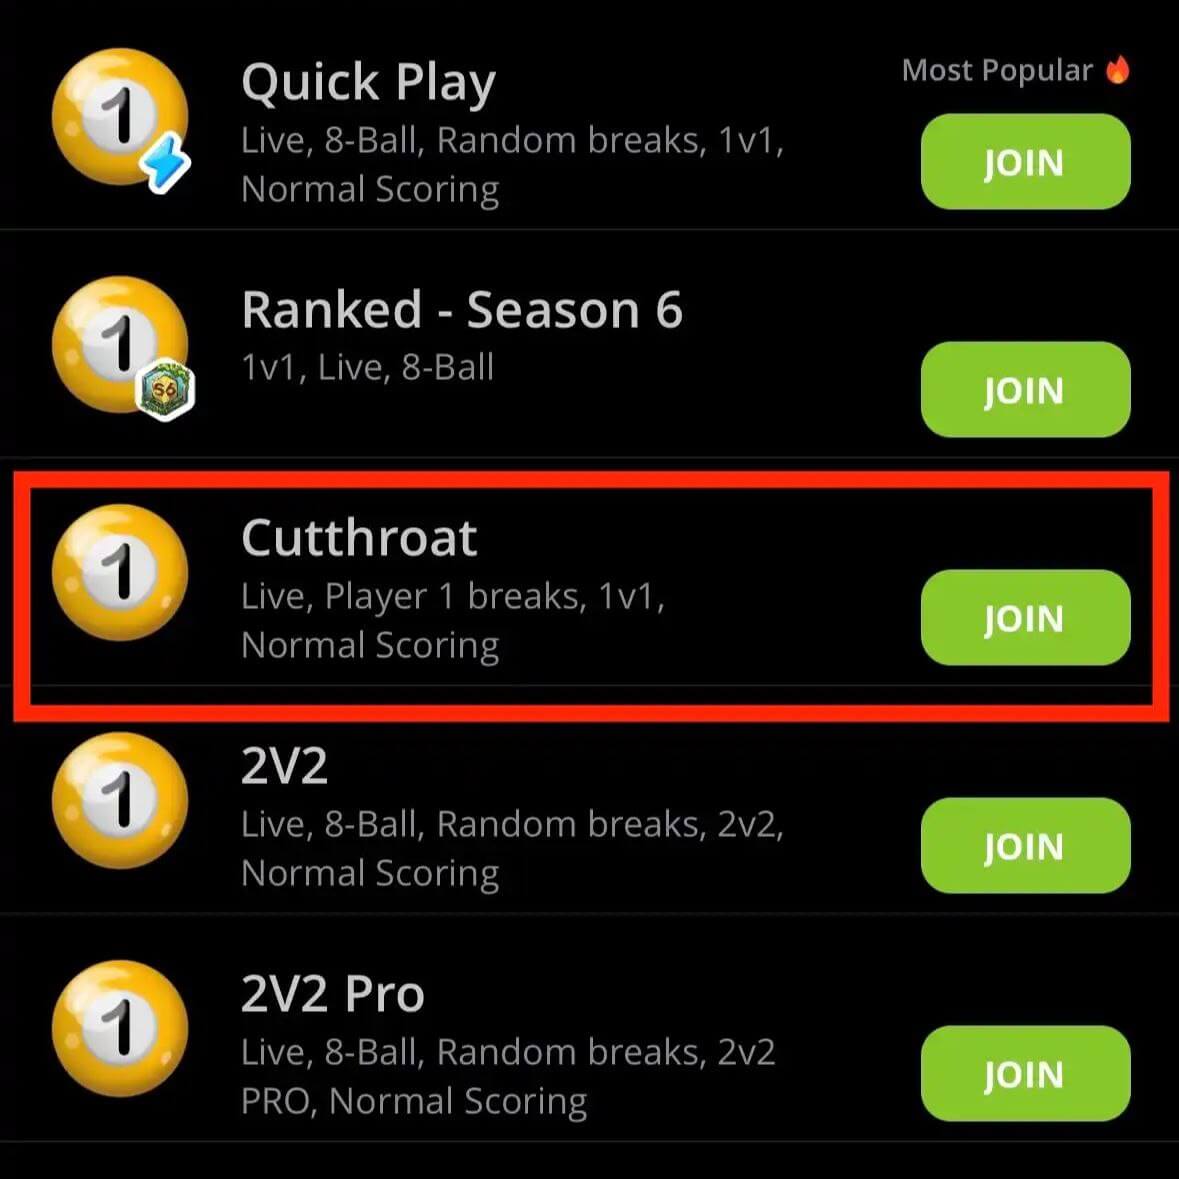 Quick Play
Most Popular 🔥
Live, 8-Ball, Random breaks, 1v1,
Normal Scoring
JOIN
1
Ranked - Season 6
1v1, Live, 8-Ball
JOIN
1
S6
Cutthroat
Live, Player 1 breaks, 1v1,
Normal Scoring
JOIN
1
2V2
Live, 8-Ball, Random breaks, 2v2,
Normal Scoring
JOIN
1
2V2 Pro
Live, 8-Ball, Random breaks, 2v2
PRO, Normal Scoring
JOIN
1